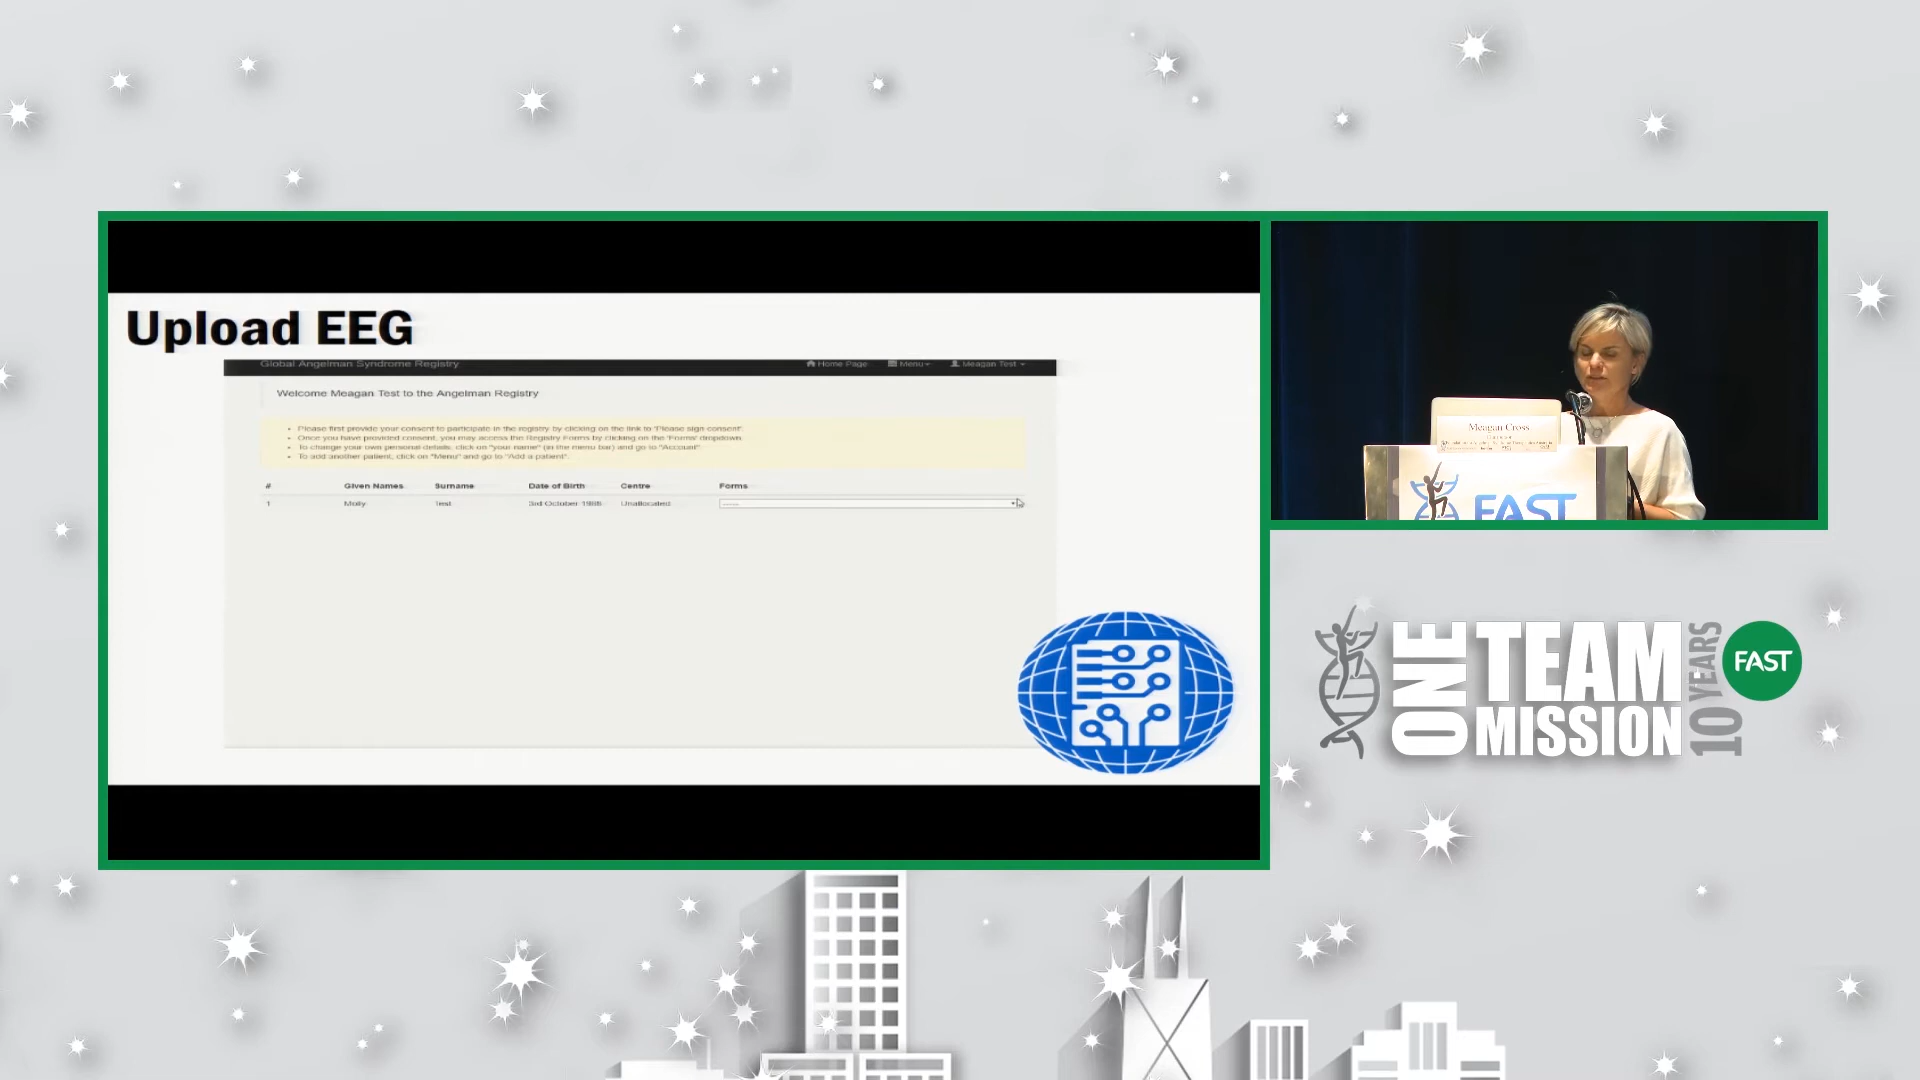 Upload EEG
Global Angelman Syndrome Registry
Home Page Menu Meagan Test
Welcome Meagan Test to the Angelman Registry
Please first provide your consent to participate in the registry by clicking on the link to 'Please sign consent'.
Once you have provided consent, you may access the Registry Forms by clicking on the 'Forms' dropdown.
To change your own personal details, click on "your name" (in the menu bar) and go to "Account".
To add another patient, click on "Menu" and go to "Add a patient".
# Given Names Surname Date of Birth Centre Forms
1 Molly Test 3rd October 1986 Unallocated ------
Meagan Cross
FAST
ONE TEAM MISSION 10 YEARS
FAST